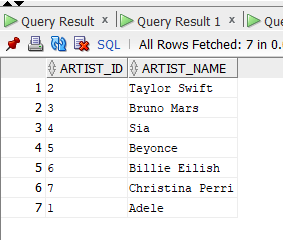 Query Result x Query Result 1 x Query
SQL | All Rows Fetched: 7 in 0.0
ARTIST_ID ARTIST_NAME
1 2 Taylor Swift
2 3 Bruno Mars
3 4 Sia
4 5 Beyonce
5 6 Billie Eilish
6 7 Christina Perri
7 1 Adele